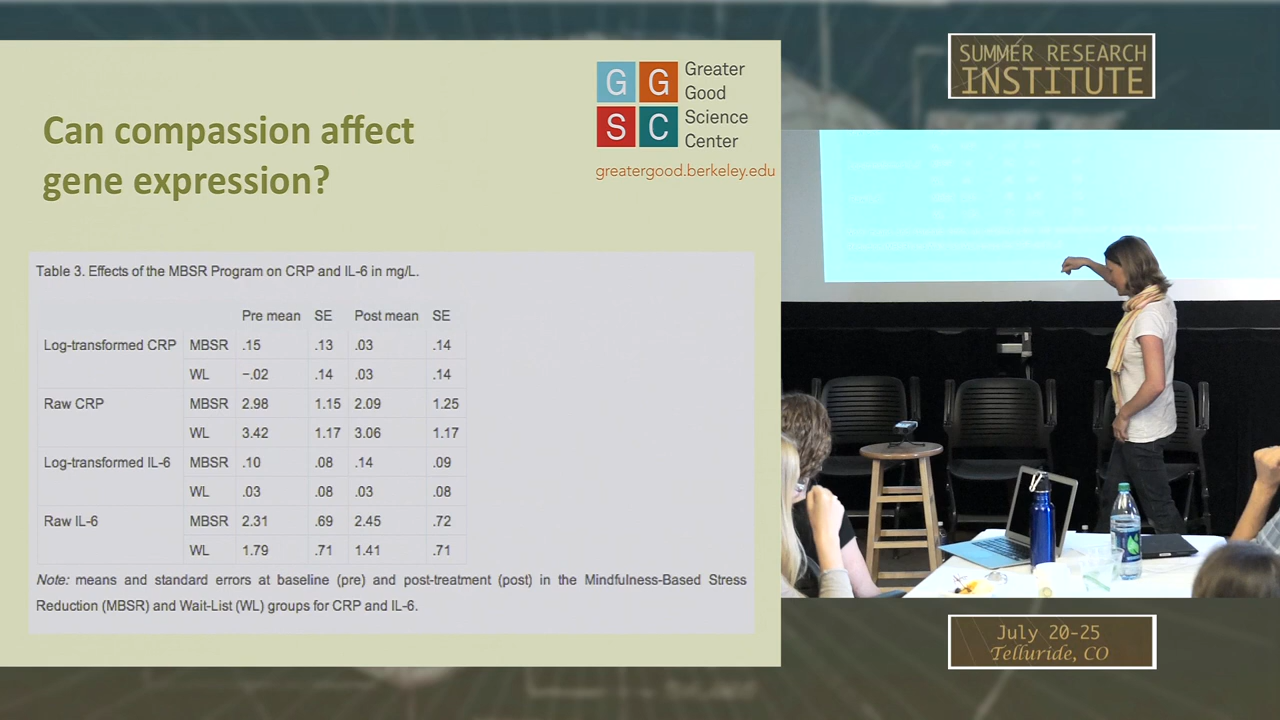 Can compassion affect
gene expression?
G G
S C
Greater
Good
Science
Center
greatergood.berkeley.edu
Table 3. Effects of the MBSR Program on CRP and IL-6 in mg/L.
Pre mean SE Post mean SE
Log-transformed CRP MBSR .15 .13 .03 .14
WL −.02 .14 .03 .14
Raw CRP MBSR 2.98 1.15 2.09 1.25
WL 3.42 1.17 3.06 1.17
Log-transformed IL-6 MBSR .10 .08 .14 .09
WL .03 .08 .03 .08
Raw IL-6 MBSR 2.31 .69 2.45 .72
WL 1.79 .71 1.41 .71
Note: means and standard errors at baseline (pre) and post-treatment (post) in the Mindfulness-Based Stress
Reduction (MBSR) and Wait-List (WL) groups for CRP and IL-6.
SUMMER RESEARCH
INSTITUTE
July 20-25
Telluride, CO